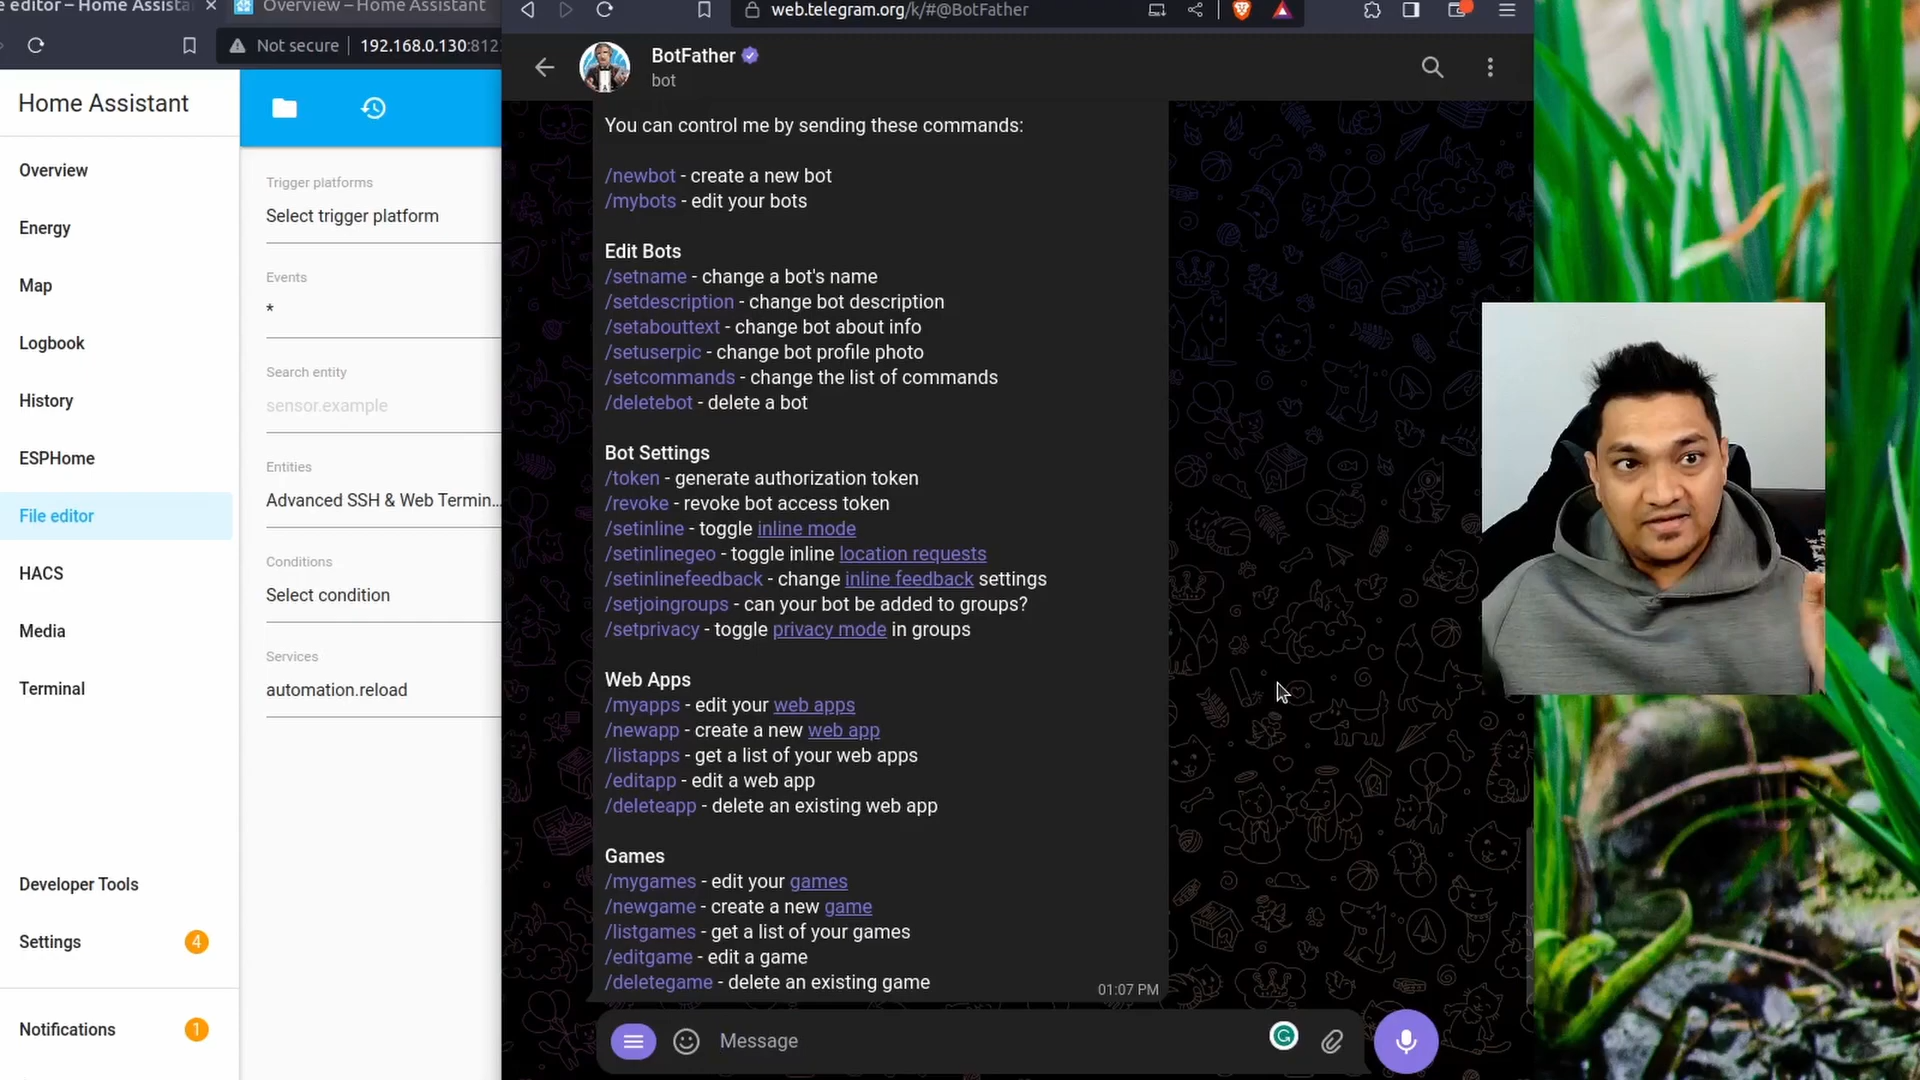 e editor – Home Assista
Overview – Home Assistant
Not secure
192.168.0.130:812
Home Assistant
Overview
Energy
Map
Logbook
History
ESPHome
File editor
HACS
Media
Terminal
Developer Tools
Settings
4
Notifications
1
Trigger platforms
Select trigger platform
Events
*
Search entity
sensor.example
Entities
Advanced SSH & Web Termin...
Conditions
Select condition
Services
automation.reload
web.telegram.org/k/#@BotFather
BotFather
bot
You can control me by sending these commands:
/newbot - create a new bot
/mybots - edit your bots
Edit Bots
/setname - change a bot's name
/setdescription - change bot description
/setabouttext - change bot about info
/setuserpic - change bot profile photo
/setcommands - change the list of commands
/deletebot - delete a bot
Bot Settings
/token - generate authorization token
/revoke - revoke bot access token
/setinline - toggle inline mode
/setinlinegeo - toggle inline location requests
/setinlinefeedback - change inline feedback settings
/setjoingroups - can your bot be added to groups?
/setprivacy - toggle privacy mode in groups
Web Apps
/myapps - edit your web apps
/newapp - create a new web app
/listapps - get a list of your web apps
/editapp - edit a web app
/deleteapp - delete an existing web app
Games
/mygames - edit your games
/newgame - create a new game
/listgames - get a list of your games
/editgame - edit a game
/deletegame - delete an existing game
01:07 PM
Message